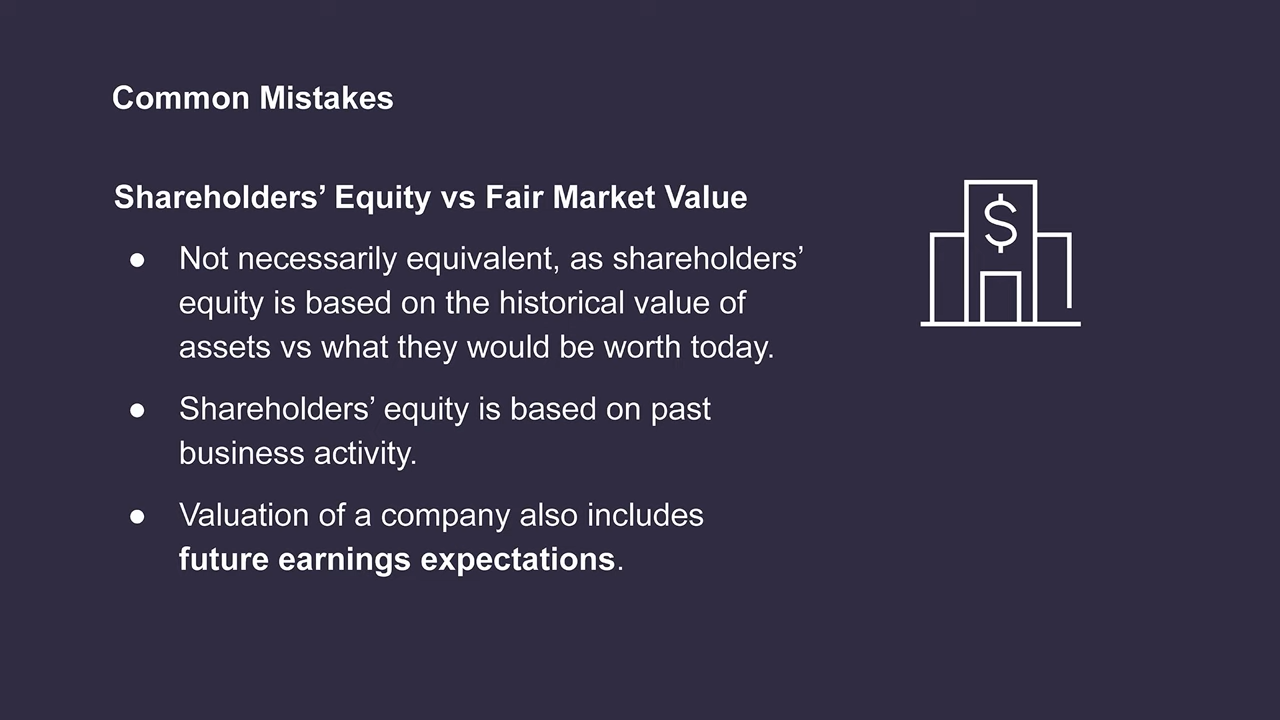 Common Mistakes
Shareholders’ Equity vs Fair Market Value
● Not necessarily equivalent, as shareholders’
equity is based on the historical value of
assets vs what they would be worth today.
● Shareholders’ equity is based on past
business activity.
● Valuation of a company also includes
future earnings expectations.
$